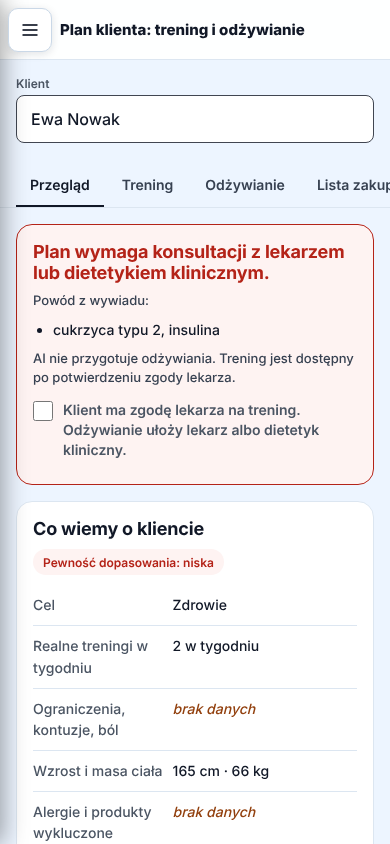 Plan klienta: trening i odżywianie
Klient
Ewa Nowak
Przegląd
Trening
Odżywianie
Lista zakup
Plan wymaga konsultacji z lekarzem
lub dietetykiem klinicznym.
Powód z wywiadu:
• cukrzyca typu 2, insulina
AI nie przygotuje odżywiania. Trening jest dostępny
po potwierdzeniu zgody lekarza.
Klient ma zgodę lekarza na trening.
Odżywianie ułoży lekarz albo dietetyk
kliniczny.
Co wiemy o kliencie
Pewność dopasowania: niska
Cel
Zdrowie
Realne treningi w
tygodniu
2 w tygodniu
Ograniczenia,
kontuzje, ból
brak danych
Wzrost i masa ciała
165 cm · 66 kg
Alergie i produkty
wykluczone
brak danych